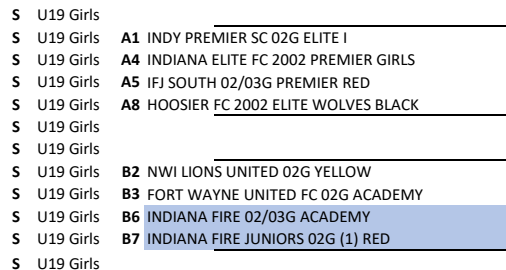 S U19 Girls
S U19 Girls A1 INDY PREMIER SC 02G ELITE I
S U19 Girls A4 INDIANA ELITE FC 2002 PREMIER GIRLS
S U19 Girls A5 IFJ SOUTH 02/03G PREMIER RED
S U19 Girls A8 HOOSIER FC 2002 ELITE WOLVES BLACK
S U19 Girls
S U19 Girls
S U19 Girls B2 NWI LIONS UNITED 02G YELLOW
S U19 Girls B3 FORT WAYNE UNITED FC 02G ACADEMY
S U19 Girls B6 INDIANA FIRE 02/03G ACADEMY
S U19 Girls B7 INDIANA FIRE JUNIORS 02G (1) RED
S U19 Girls